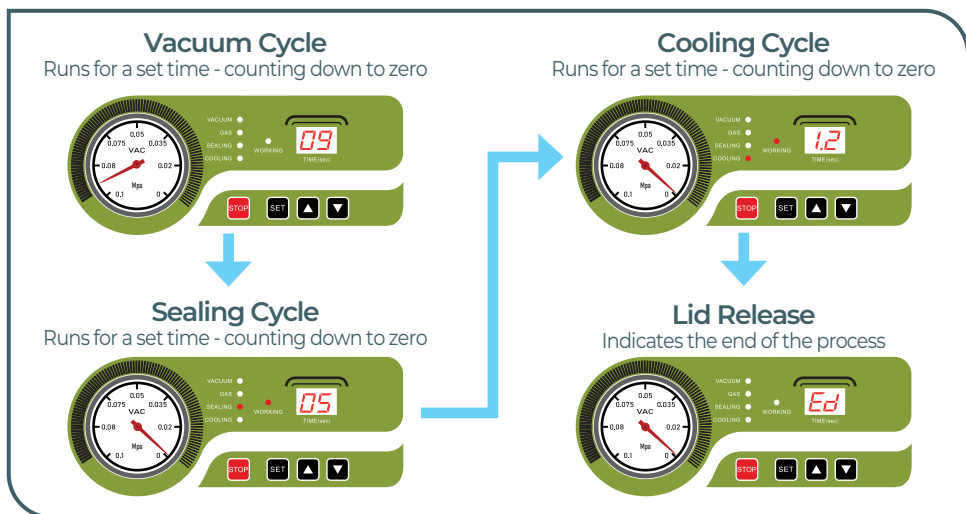 Vacuum Cycle
Runs for a set time - counting down to zero
0.05
0.075
0.035
VAC
0.08
0.02
Mpa
0.1
0
VACUUM
GAS
SEALING
COOLING
WORKING
09
TIME(sec)
STOP
SET
Sealing Cycle
Runs for a set time - counting down to zero
0.05
0.075
0.035
VAC
0.08
0.02
Mpa
0.1
0
VACUUM
GAS
SEALING
COOLING
WORKING
05
TIME(sec)
STOP
SET
Cooling Cycle
Runs for a set time - counting down to zero
0.05
0.075
0.035
VAC
0.08
0.02
Mpa
0.1
0
VACUUM
GAS
SEALING
COOLING
WORKING
1.2
TIME(sec)
STOP
SET
Lid Release
Indicates the end of the process
0.05
0.075
0.035
VAC
0.08
0.02
Mpa
0.1
0
VACUUM
GAS
SEALING
COOLING
WORKING
Ed
TIME(sec)
STOP
SET